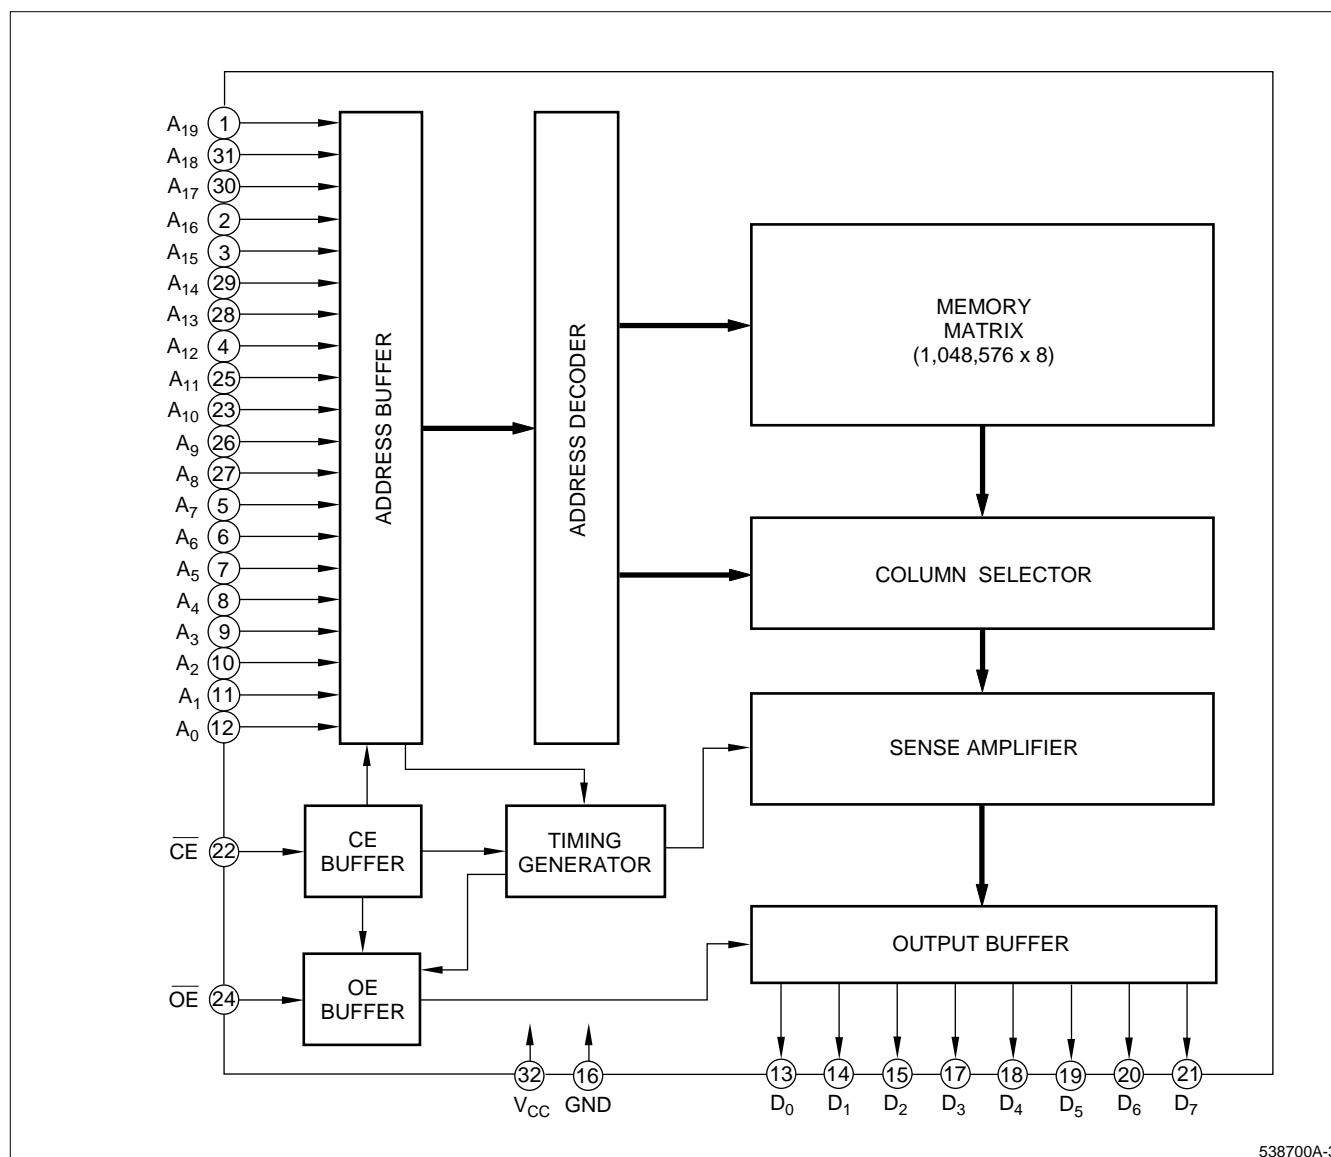 A19 1
A18 31
A17 30
A16 2
A15 3
A14 29
A13 28
A12 4
A11 25
A10 23
A9 26
A8 27
A7 5
A6 6
A5 7
A4 8
A3 9
A2 10
A1 11
A0 12
ADDRESS BUFFER
ADDRESS DECODER
MEMORY
MATRIX
(1,048,576 x 8)
COLUMN SELECTOR
SENSE AMPLIFIER
CE 22
CE
BUFFER
TIMING
GENERATOR
OUTPUT BUFFER
OE 24
OE
BUFFER
32 16 13 14 15 17 18 19 20 21
VCC GND D0 D1 D2 D3 D4 D5 D6 D7
538700A-3